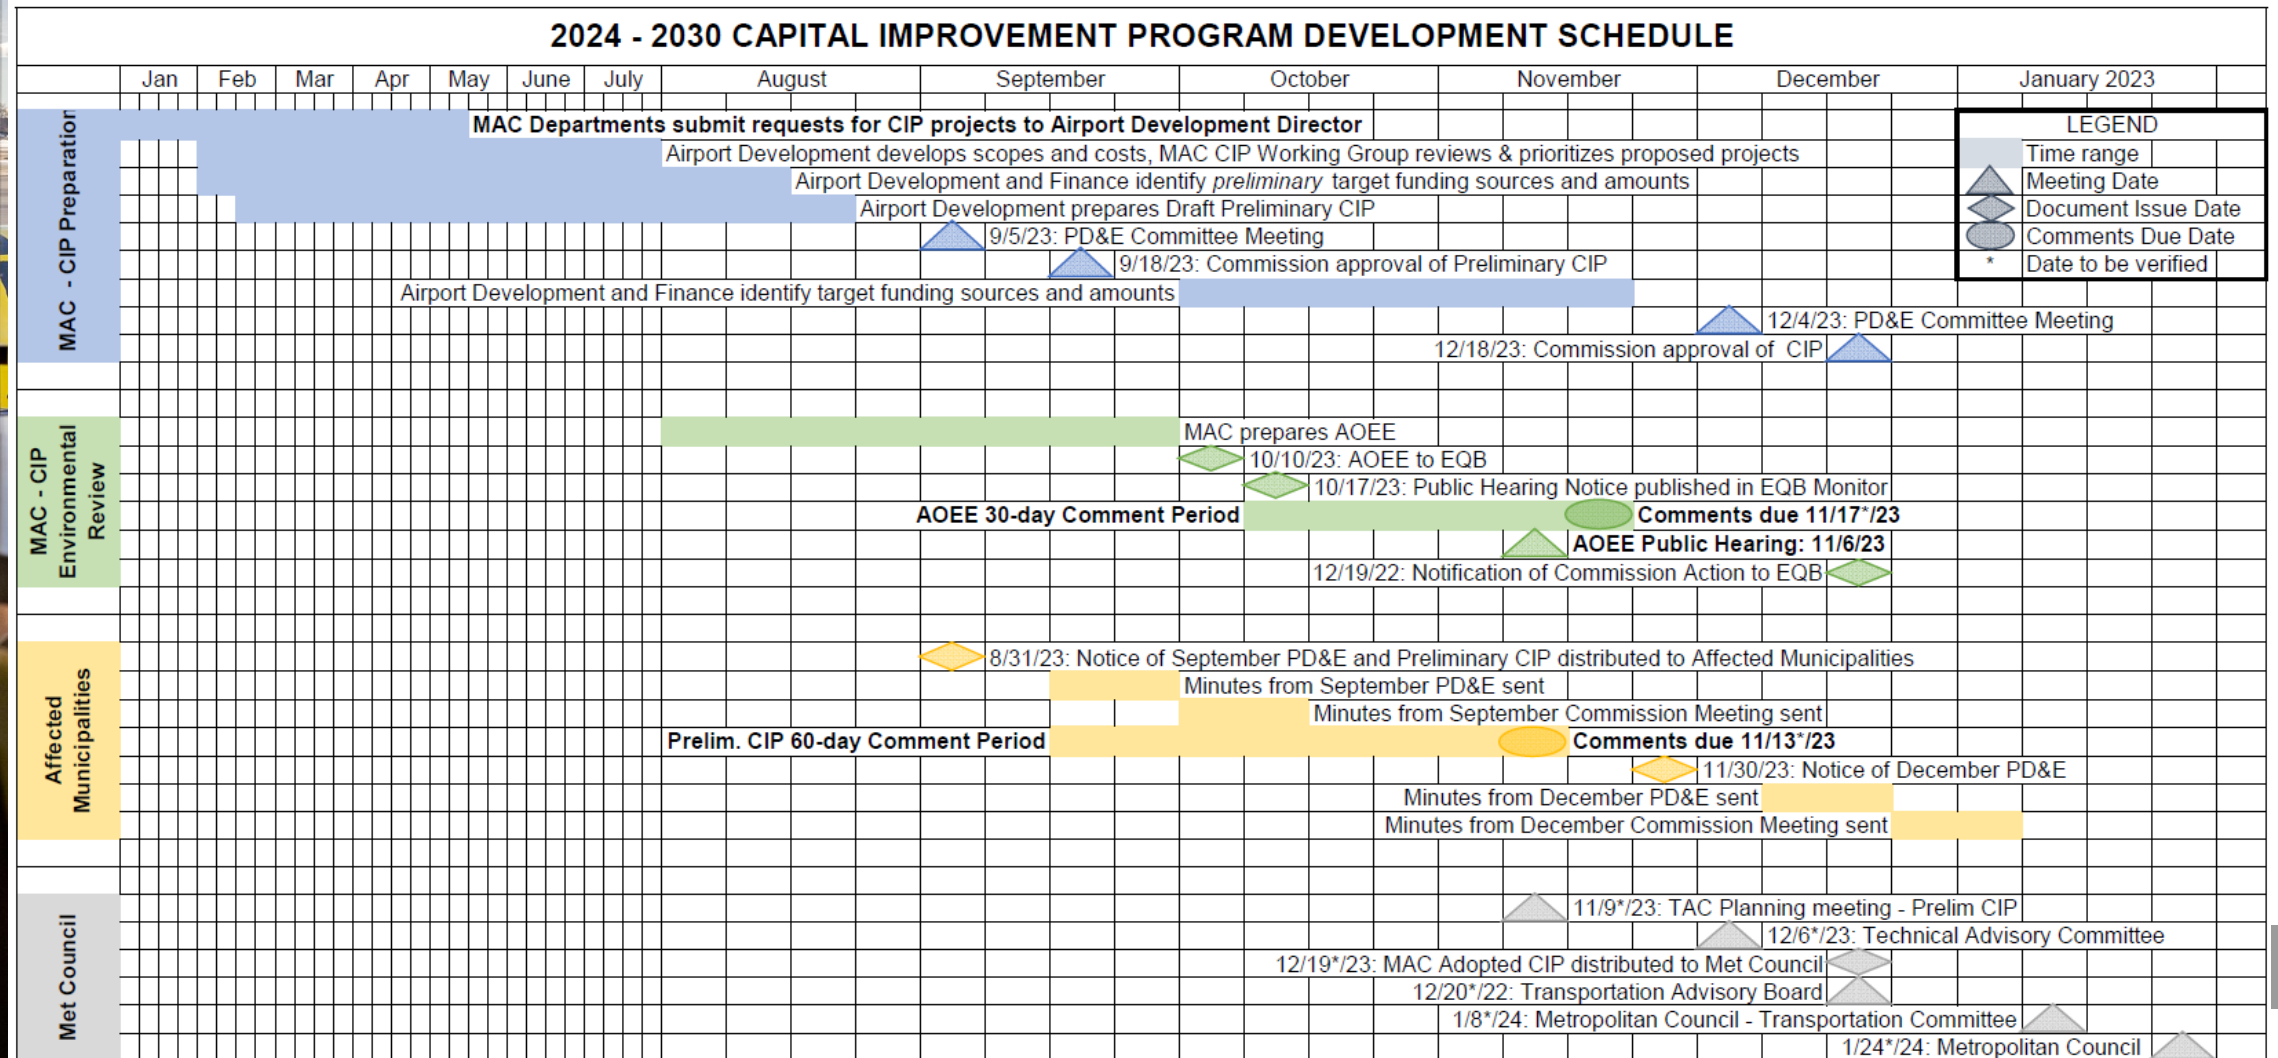 2024 - 2030 CAPITAL IMPROVEMENT PROGRAM DEVELOPMENT SCHEDULE
Jan Feb Mar Apr May June July August September October November December January 2023
MAC - CIP Preparation
MAC Departments submit requests for CIP projects to Airport Development Director
Airport Development develops scopes and costs, MAC CIP Working Group reviews & prioritizes proposed projects
Airport Development and Finance identify preliminary target funding sources and amounts
Airport Development prepares Draft Preliminary CIP
9/5/23: PD&E Committee Meeting
9/18/23: Commission approval of Preliminary CIP
Airport Development and Finance identify target funding sources and amounts
12/4/23: PD&E Committee Meeting
12/18/23: Commission approval of CIP
LEGEND
Time range
Meeting Date
Document Issue Date
Comments Due Date
* Date to be verified
MAC - CIP
Environmental
Review
MAC prepares AOEE
10/10/23: AOEE to EQB
10/17/23: Public Hearing Notice published in EQB Monitor
AOEE 30-day Comment Period Comments due 11/17*/23
AOEE Public Hearing: 11/6/23
12/19/22: Notification of Commission Action to EQB
Affected
Municipalities
8/31/23: Notice of September PD&E and Preliminary CIP distributed to Affected Municipalities
Minutes from September PD&E sent
Minutes from September Commission Meeting sent
Prelim. CIP 60-day Comment Period Comments due 11/13*/23
11/30/23: Notice of December PD&E
Minutes from December PD&E sent
Minutes from December Commission Meeting sent
Met Council
11/9*/23: TAC Planning meeting - Prelim CIP
12/6*/23: Technical Advisory Committee
12/19*/23: MAC Adopted CIP distributed to Met Council
12/20*/22: Transportation Advisory Board
1/8*/24: Metropolitan Council - Transportation Committee
1/24*/24: Metropolitan Council